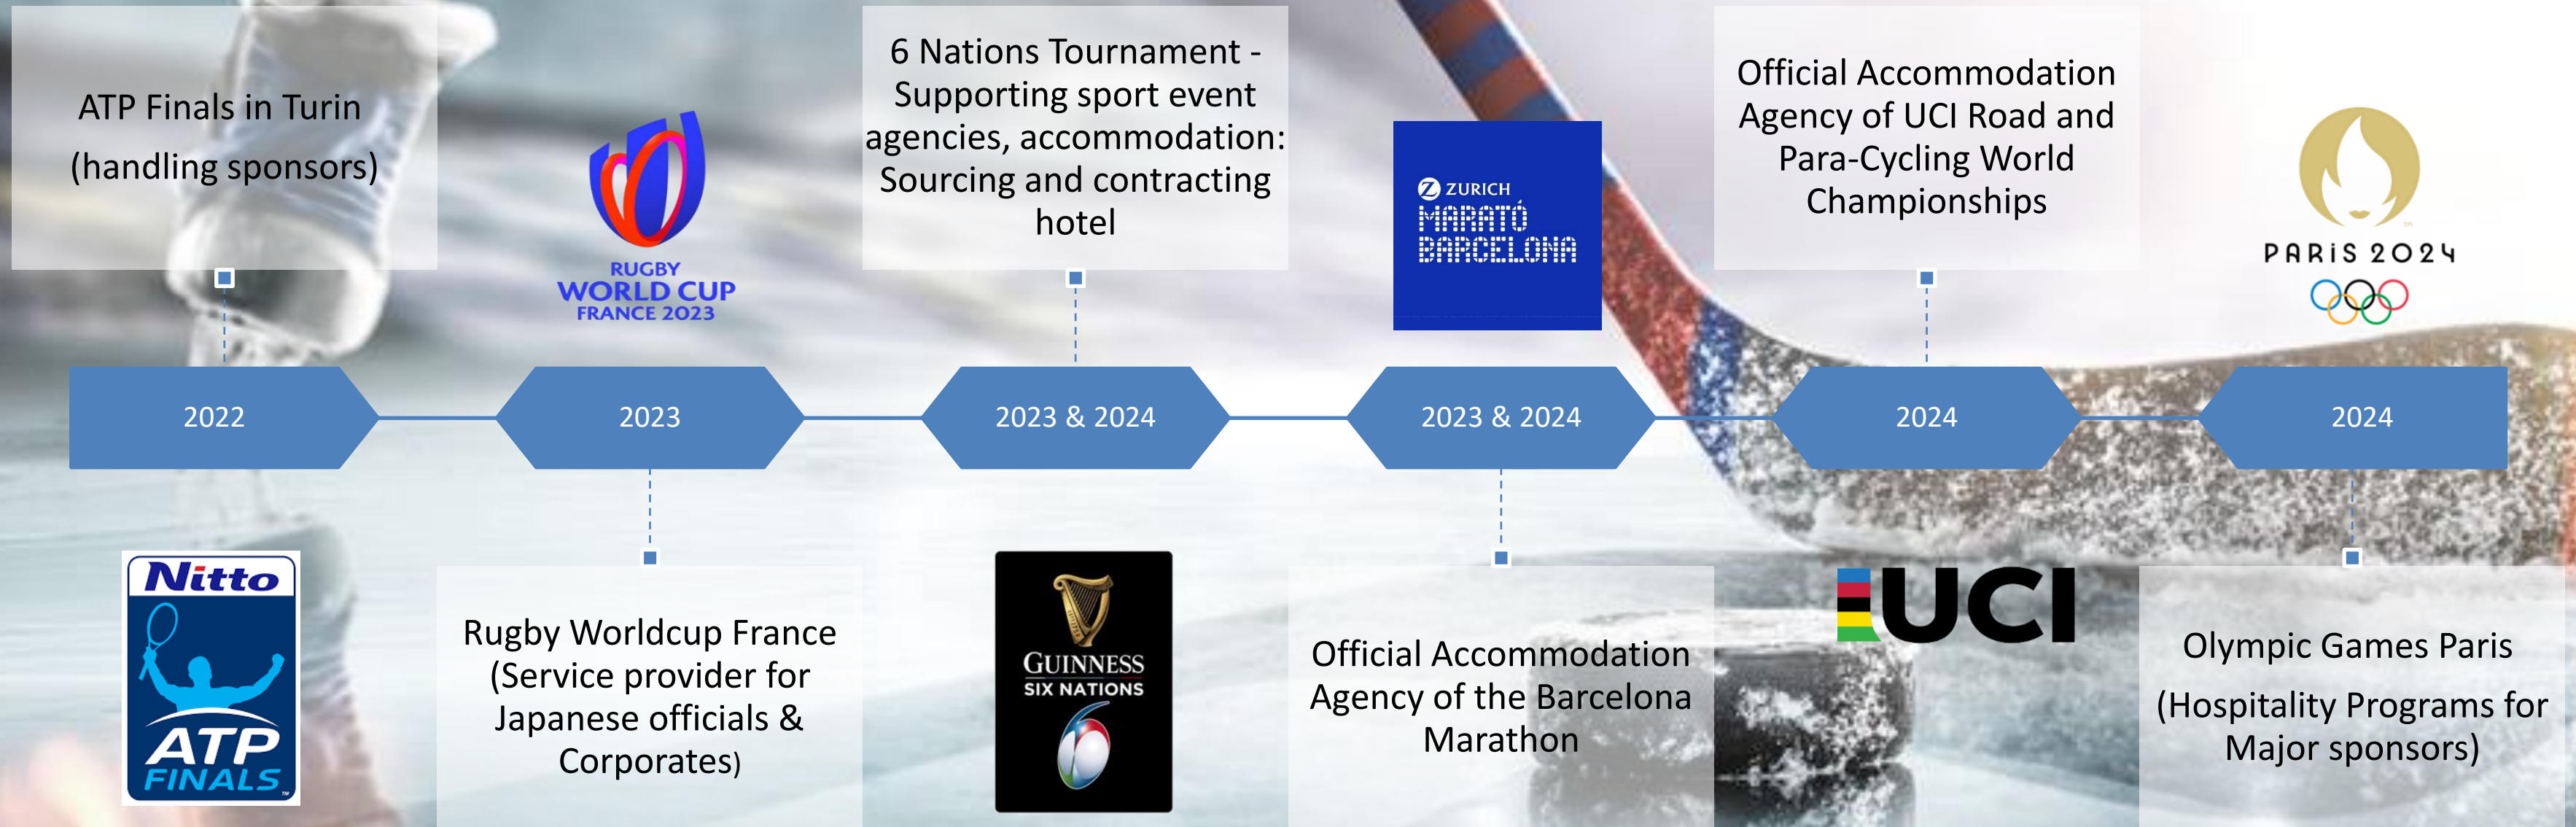 ATP Finals in Turin
(handling sponsors)
RUGBY
WORLD CUP
FRANCE 2023
6 Nations Tournament -
Supporting sport event
agencies, accommodation:
Sourcing and contracting
hotel
Z ZURICH
MARATÓ
BARCELONA
Official Accommodation
Agency of UCI Road and
Para-Cycling World
Championships
PARIS 2024
2022
2023
2023 & 2024
2023 & 2024
2024
2024
Nitto
ATP
FINALS™
Rugby Worldcup France
(Service provider for
Japanese officials &
Corporates)
GUINNESS
SIX NATIONS
6
Official Accommodation
Agency of the Barcelona
Marathon
UCI
Olympic Games Paris
(Hospitality Programs for
Major sponsors)